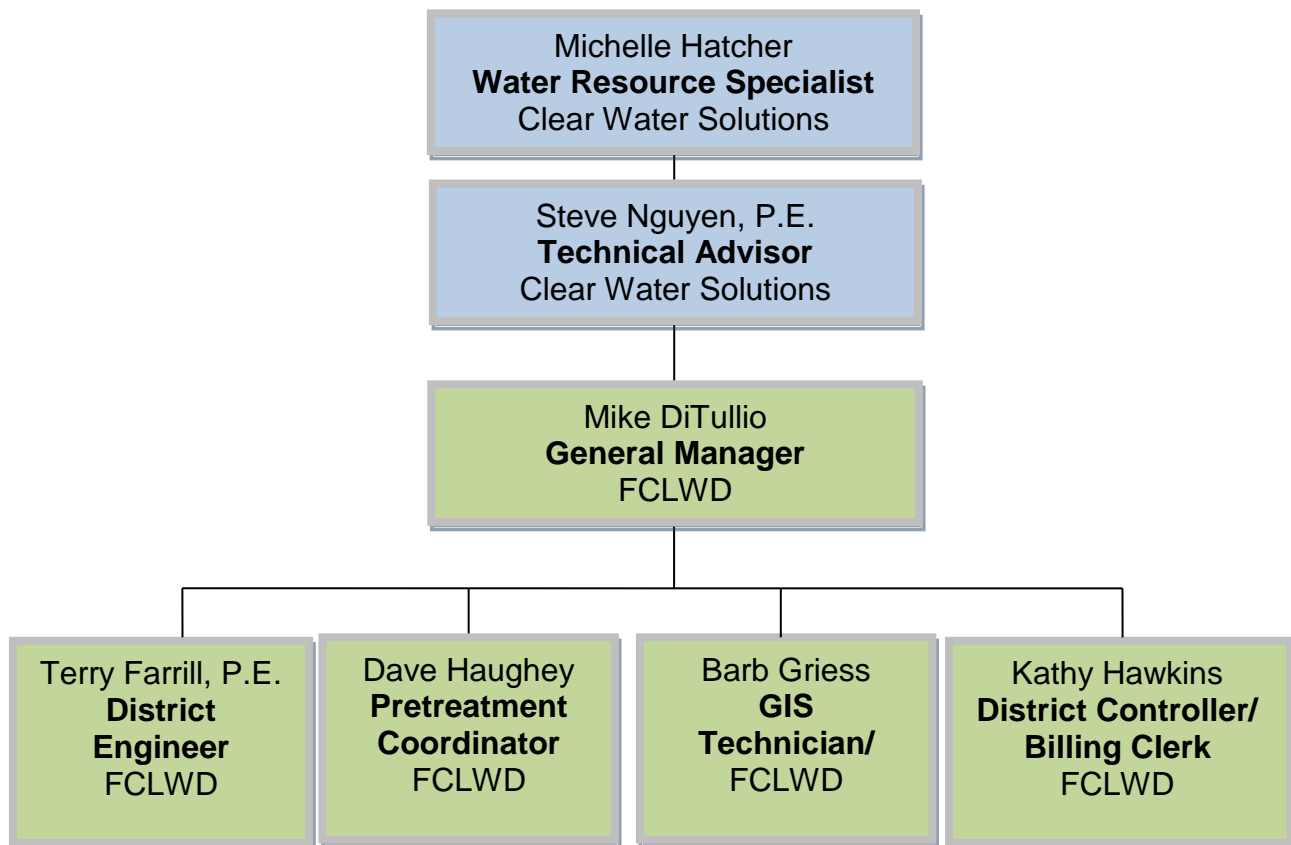 Michelle Hatcher
Water Resource Specialist
Clear Water Solutions
Steve Nguyen, P.E.
Technical Advisor
Clear Water Solutions
Mike DiTullio
General Manager
FCLWD
Terry Farrill, P.E.
District
Engineer
FCLWD
Dave Haughey
Pretreatment
Coordinator
FCLWD
Barb Griess
GIS
Technician/
FCLWD
Kathy Hawkins
District Controller/
Billing Clerk
FCLWD